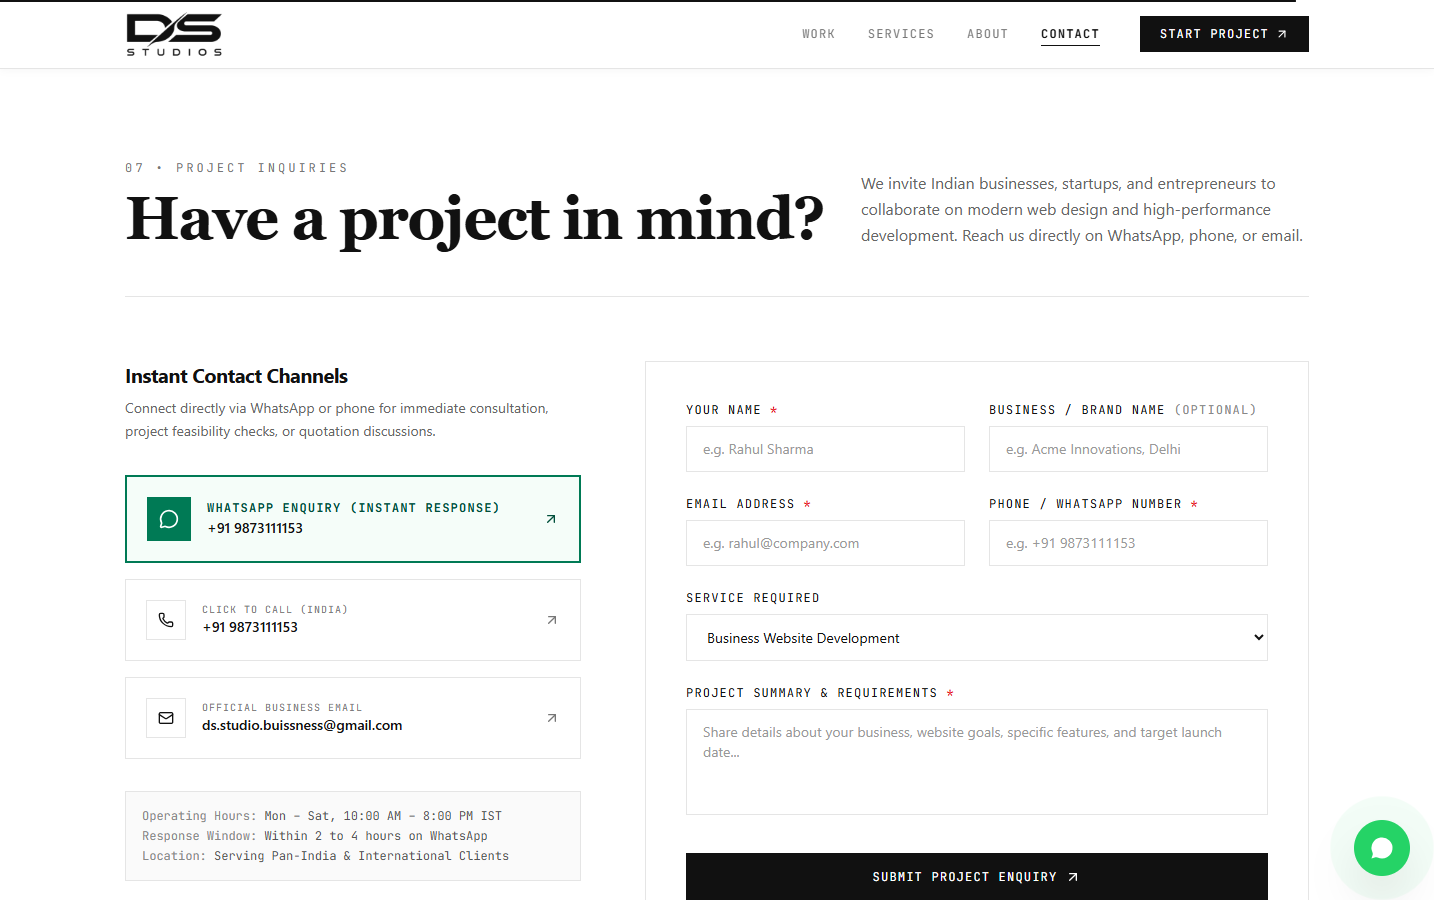 DS
STUDIOS
WORK SERVICES ABOUT CONTACT START PROJECT
07 • PROJECT INQUIRIES
Have a project in mind?
We invite Indian businesses, startups, and entrepreneurs to
collaborate on modern web design and high-performance
development. Reach us directly on WhatsApp, phone, or email.
Instant Contact Channels
Connect directly via WhatsApp or phone for immediate consultation,
project feasibility checks, or quotation discussions.
WHATSAPP ENQUIRY (INSTANT RESPONSE)
+91 9873111153
CLICK TO CALL (INDIA)
+91 9873111153
OFFICIAL BUSINESS EMAIL
ds.studio.buissness@gmail.com
Operating Hours: Mon – Sat, 10:00 AM – 8:00 PM IST
Response Window: Within 2 to 4 hours on WhatsApp
Location: Serving Pan-India & International Clients
YOUR NAME *
e.g. Rahul Sharma
BUSINESS / BRAND NAME (OPTIONAL)
e.g. Acme Innovations, Delhi
EMAIL ADDRESS *
e.g. rahul@company.com
PHONE / WHATSAPP NUMBER *
e.g. +91 9873111153
SERVICE REQUIRED
Business Website Development
PROJECT SUMMARY & REQUIREMENTS *
Share details about your business, website goals, specific features, and target launch
date...
SUBMIT PROJECT ENQUIRY